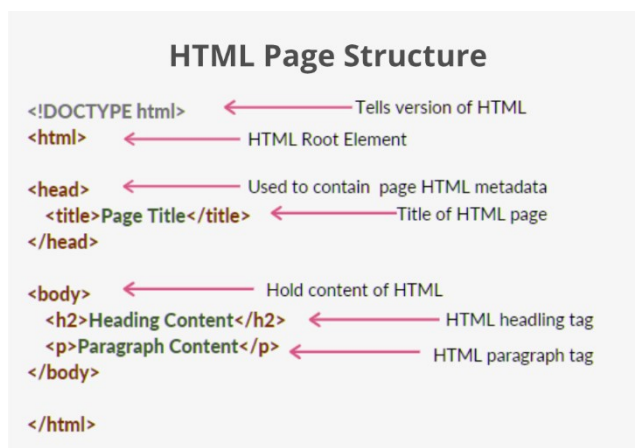 HTML Page Structure
<!DOCTYPE html> Tells version of HTML
<html> HTML Root Element
<head> Used to contain page HTML metadata
<title>Page Title</title> Title of HTML page
</head>
<body> Hold content of HTML
<h2>Heading Content</h2> HTML headling tag
<p>Paragraph Content</p> HTML paragraph tag
</body>
</html>